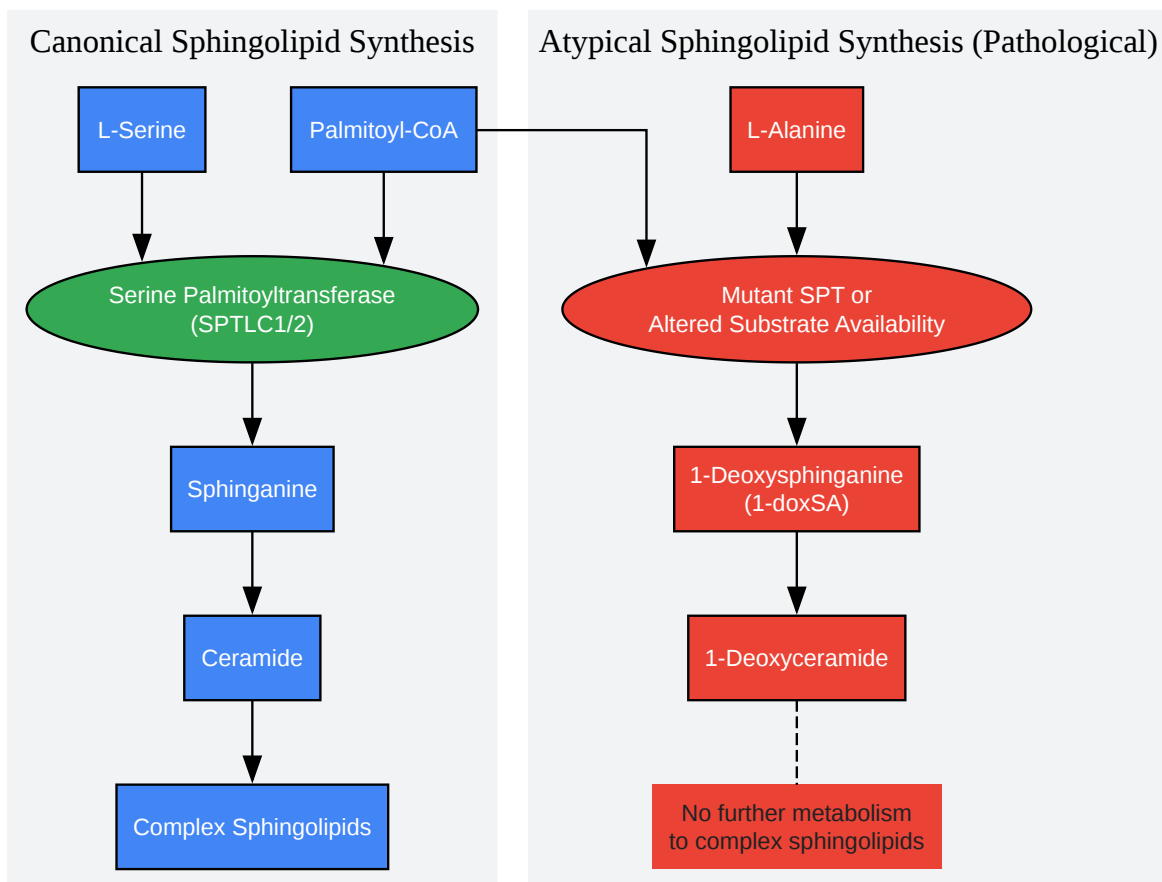 Canonical Sphingolipid Synthesis
L-Serine
Palmitoyl-CoA
Serine Palmitoyltransferase
(SPTLC1/2)
Sphinganine
Ceramide
Complex Sphingolipids
Atypical Sphingolipid Synthesis (Pathological)
L-Alanine
Mutant SPT or
Altered Substrate Availability
1-Deoxysphinganine
(1-doxSA)
1-Deoxyceramide
No further metabolism
to complex sphingolipids